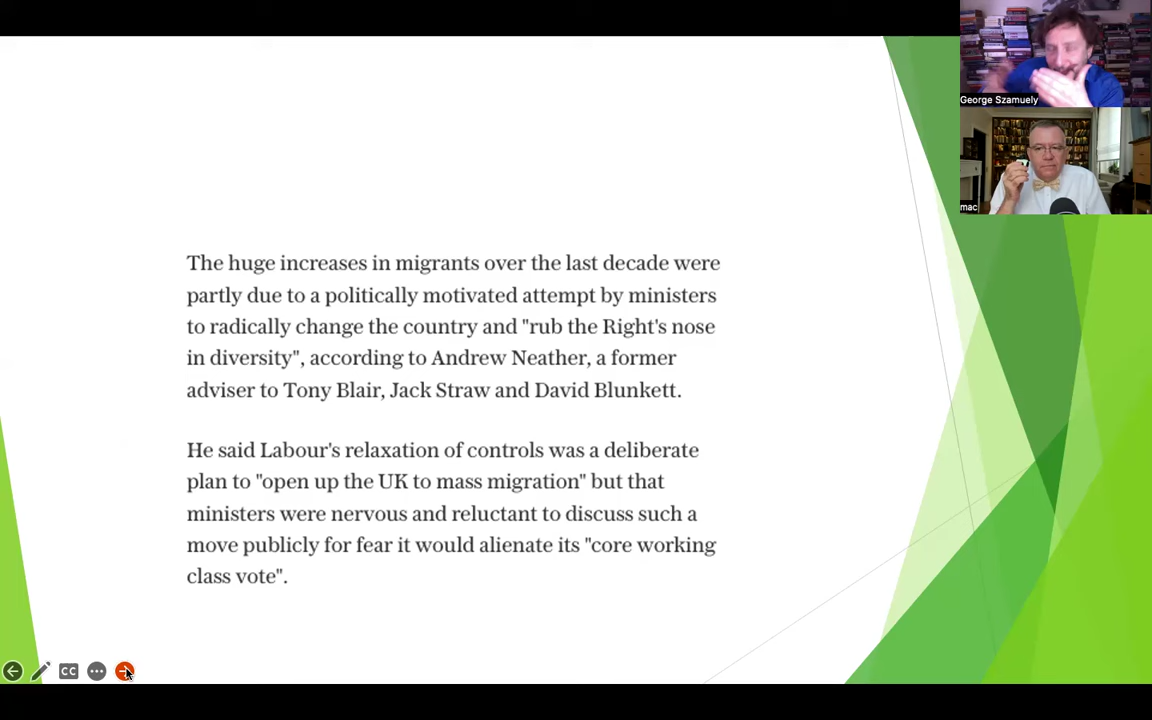 George Szamuely
mac
The huge increases in migrants over the last decade were
partly due to a politically motivated attempt by ministers
to radically change the country and "rub the Right's nose
in diversity", according to Andrew Neather, a former
adviser to Tony Blair, Jack Straw and David Blunkett.
He said Labour's relaxation of controls was a deliberate
plan to "open up the UK to mass migration" but that
ministers were nervous and reluctant to discuss such a
move publicly for fear it would alienate its "core working
class vote".
CC